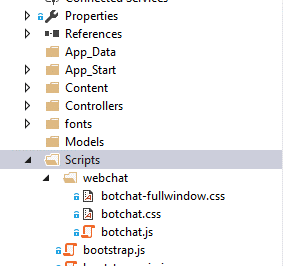 Connected Services
Properties
References
App_Data
App_Start
Content
Controllers
fonts
Models
Scripts
webchat
botchat-fullwindow.css
botchat.css
botchat.js
bootstrap.js